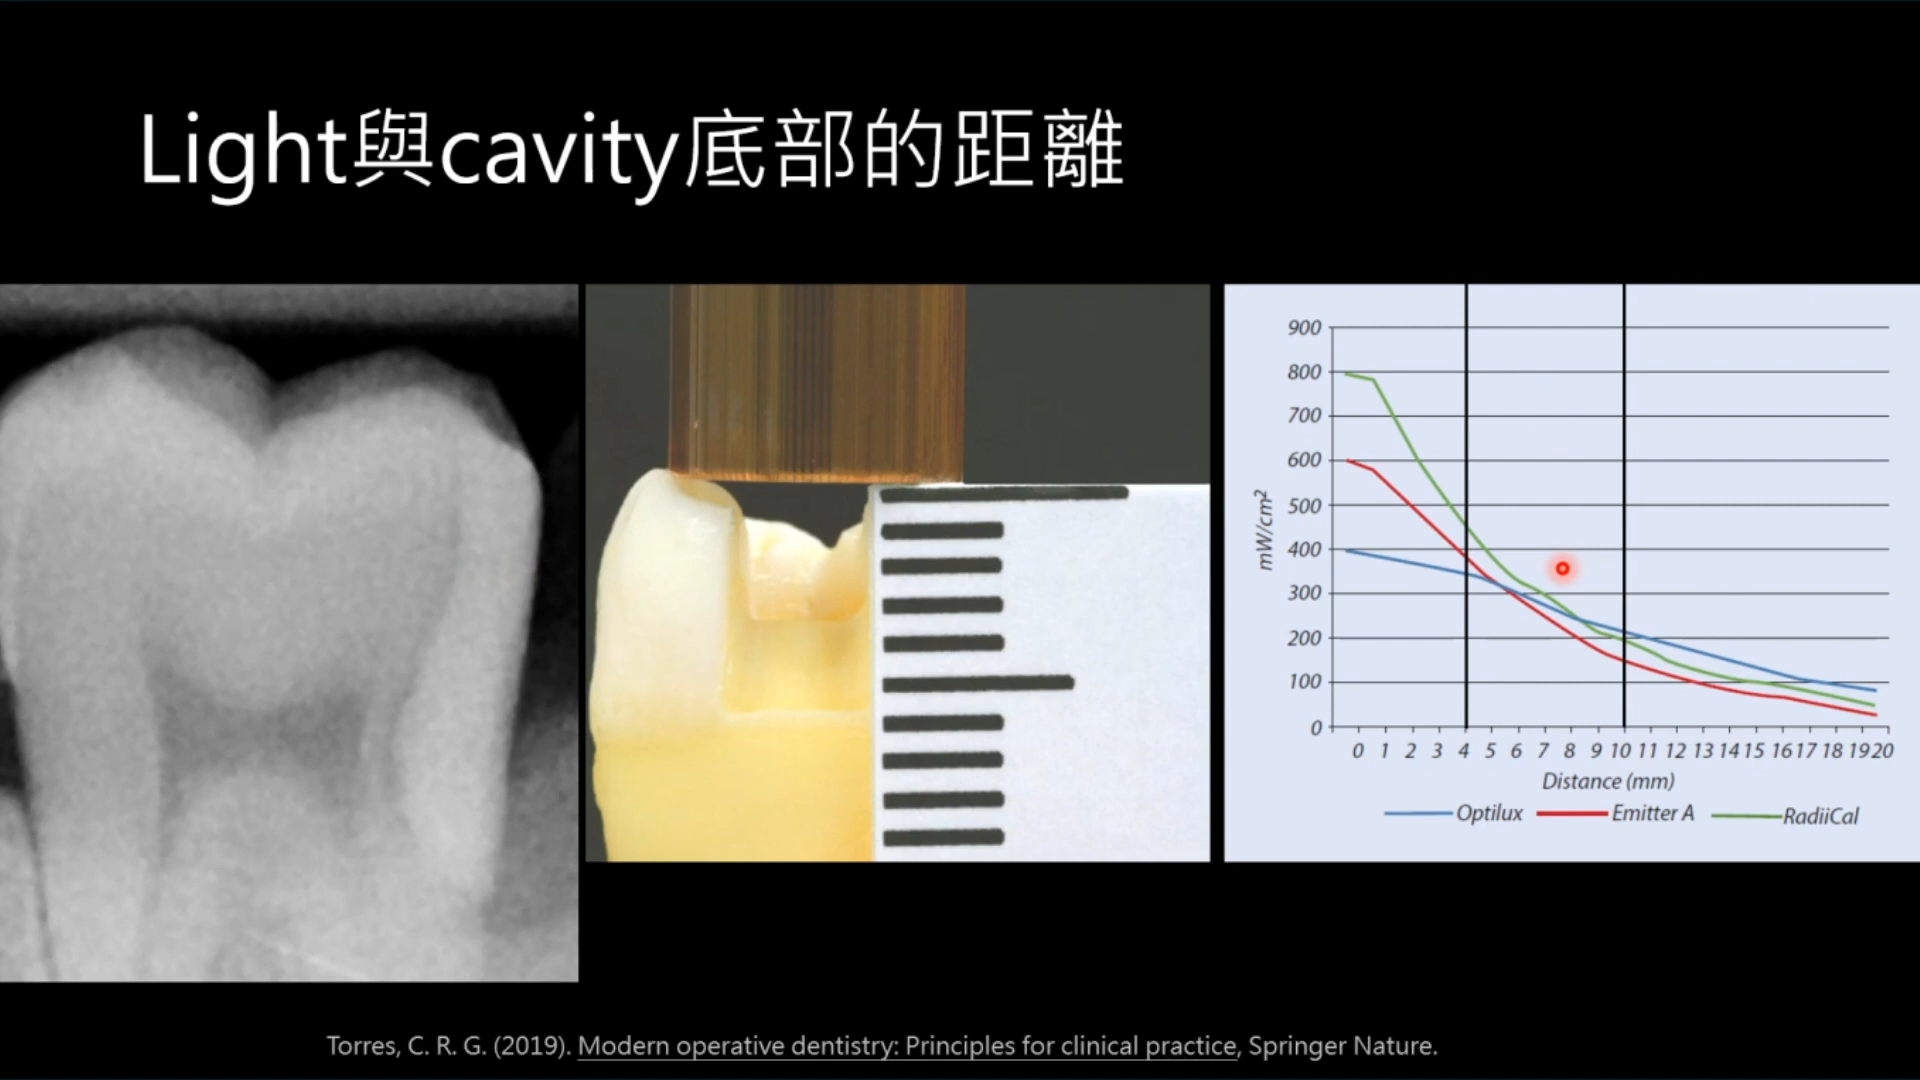 Light與cavity底部的距離
900
800
700
600
500
400
300
200
100
0
mW/cm²
0 1 2 3 4 5 6 7 8 9 10 11 12 13 14 15 16 17 18 19 20
Distance (mm)
Optilux Emitter A RadiiCal
Torres, C. R. G. (2019). Modern operative dentistry: Principles for clinical practice, Springer Nature.